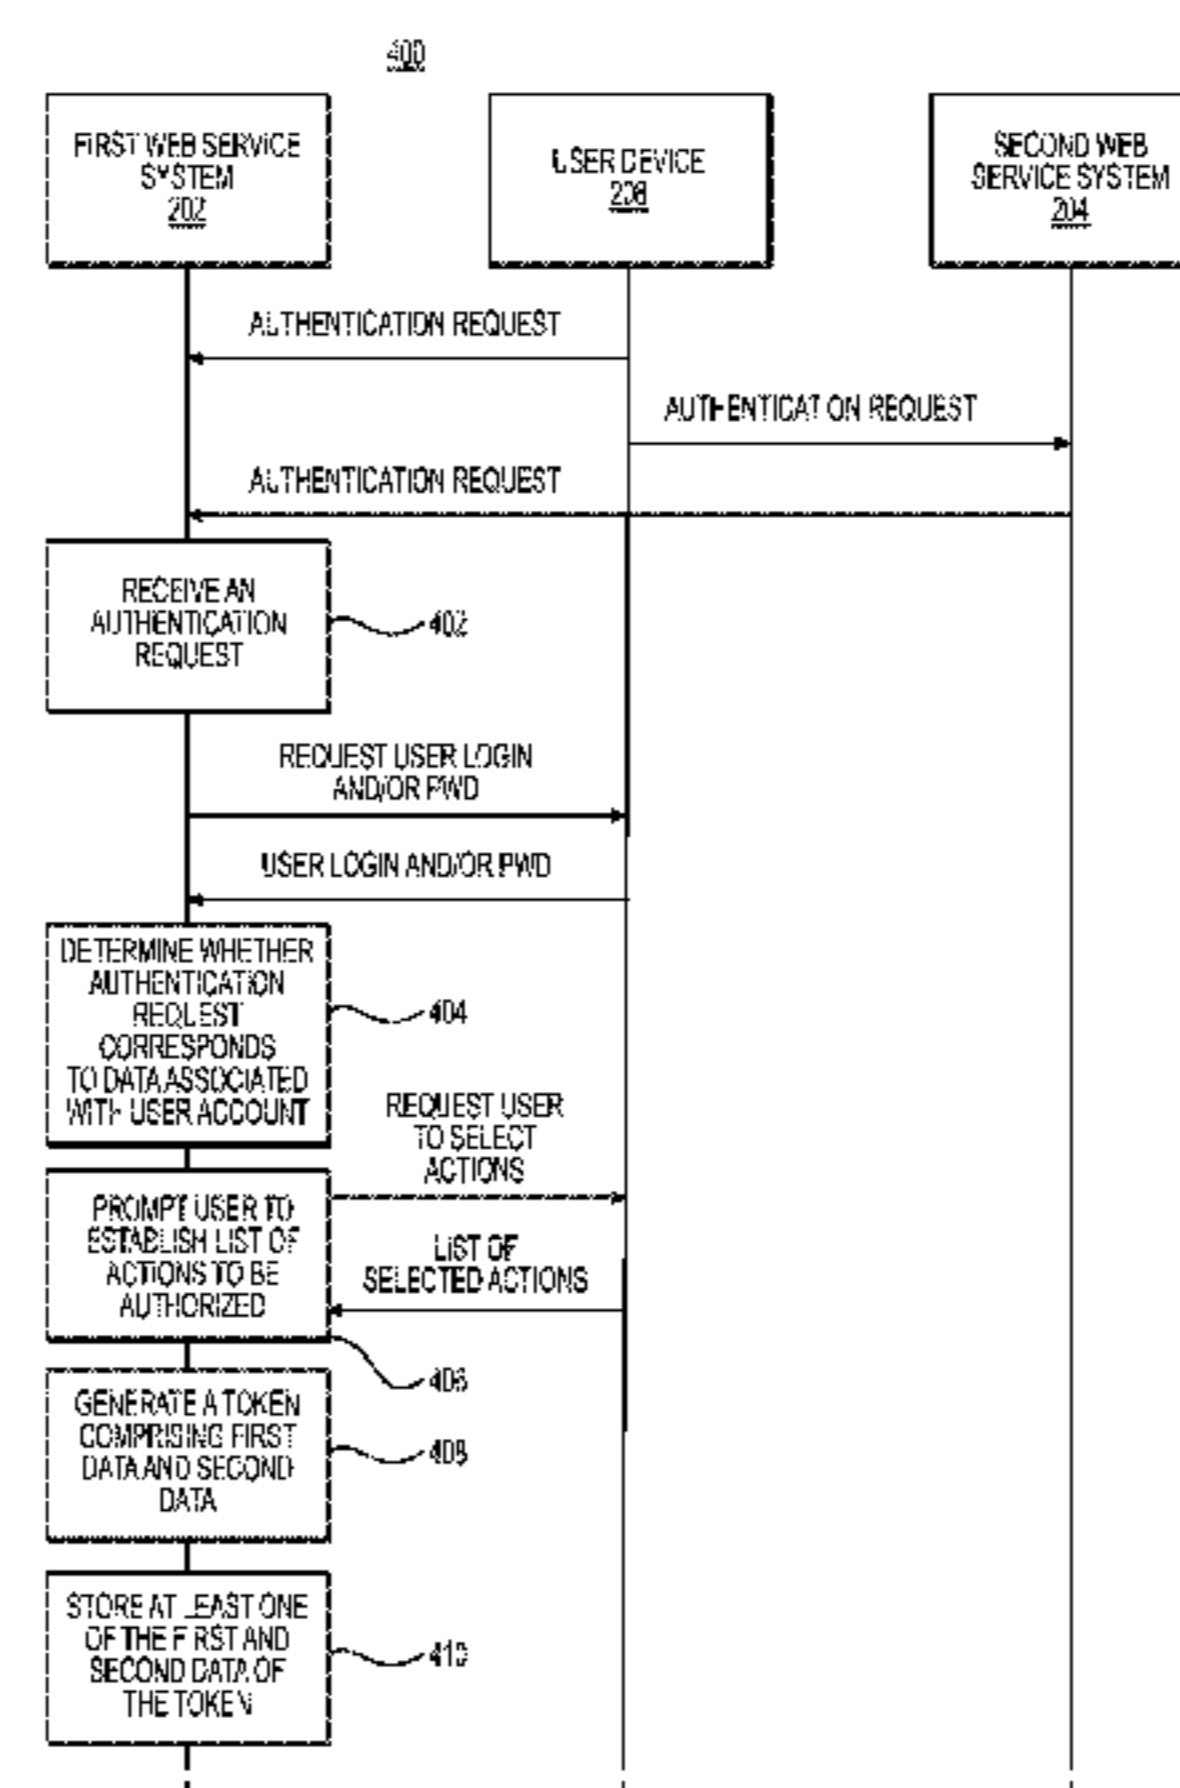 400
FIRST WEB SERVICE
SYSTEM
202
USER DEVICE
206
SECOND WEB
SERVICE SYSTEM
204
AUTHENTICATION REQUEST
AUTHENTICATION REQUEST
AUTHENTICATION REQUEST
RECEIVE AN
AUTHENTICATION
REQUEST
402
REQUEST USER LOGIN
AND/OR PWD
USER LOGIN AND/OR PWD
DETERMINE WHETHER
AUTHENTICATION
REQUEST
CORRESPONDS
TO DATA ASSOCIATED
WITH USER ACCOUNT
404
REQUEST USER
TO SELECT
ACTIONS
PROMPT USER TO
ESTABLISH LIST OF
ACTIONS TO BE
AUTHORIZED
LIST OF
SELECTED ACTIONS
406
GENERATE A TOKEN
COMPRISING FIRST
DATA AND SECOND
DATA
408
STORE AT LEAST ONE
OF THE FIRST AND
SECOND DATA OF
THE TOKEN
410